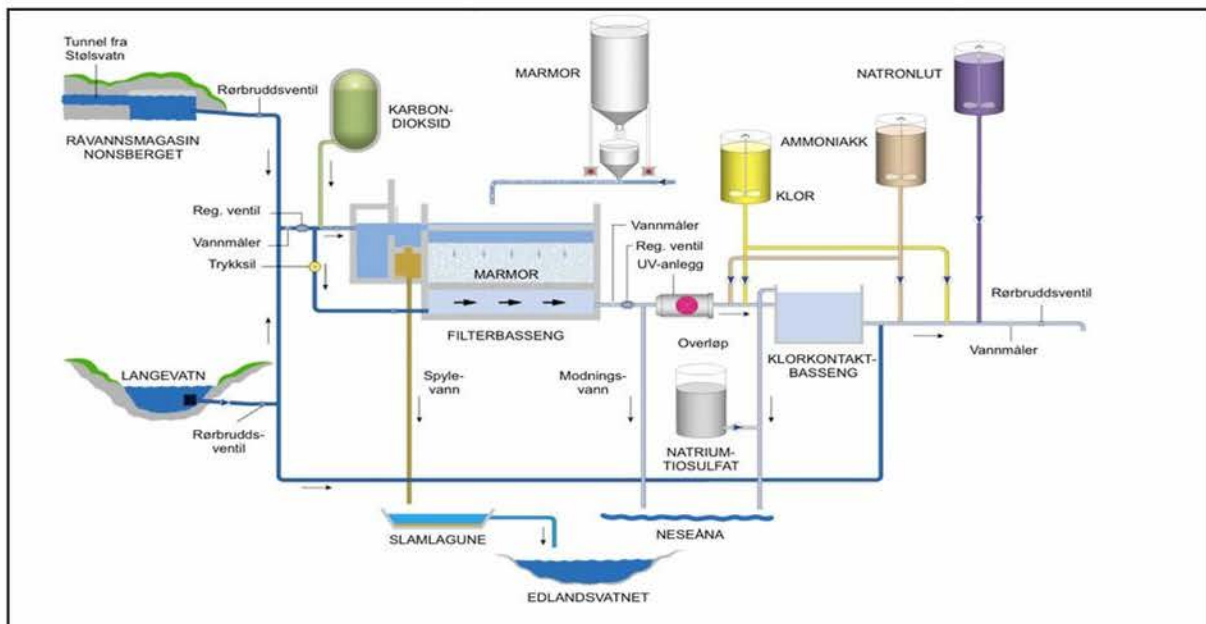 Tunnel fra
Stølsvatn
Rørbruddsventil
RÅVANNSMAGASIN
NONSBERGET
KARBON-
DIOKSID
MARMOR
NATRONLUT
AMMONIAKK
KLOR
Reg. ventil
Vannmåler
Trykksil
MARMOR
FILTERBASSENG
Vannmåler
Reg. ventil
UV-anlegg
Overløp
KLORKONTAKT-
BASSENG
Rørbruddsventil
Vannmåler
LANGEVATN
Rørbrudds-
ventil
Spyle-
vann
Modnings-
vann
NATRIUM-
TIOSULFAT
SLAMLAGUNE
NESEÅNA
EDLANDSVATNET